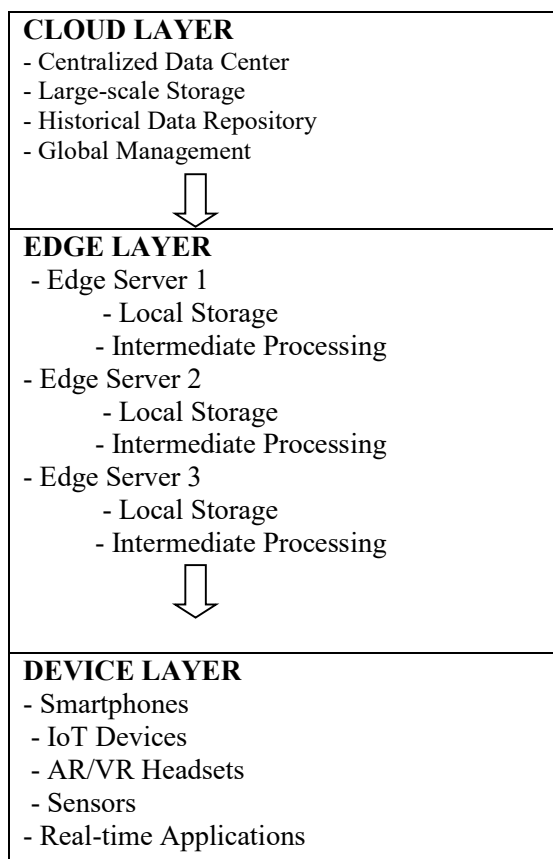 CLOUD LAYER
- Centralized Data Center
- Large-scale Storage
- Historical Data Repository
- Global Management
EDGE LAYER
- Edge Server 1
- Local Storage
- Intermediate Processing
- Edge Server 2
- Local Storage
- Intermediate Processing
- Edge Server 3
- Local Storage
- Intermediate Processing
DEVICE LAYER
- Smartphones
- IoT Devices
- AR/VR Headsets
- Sensors
- Real-time Applications